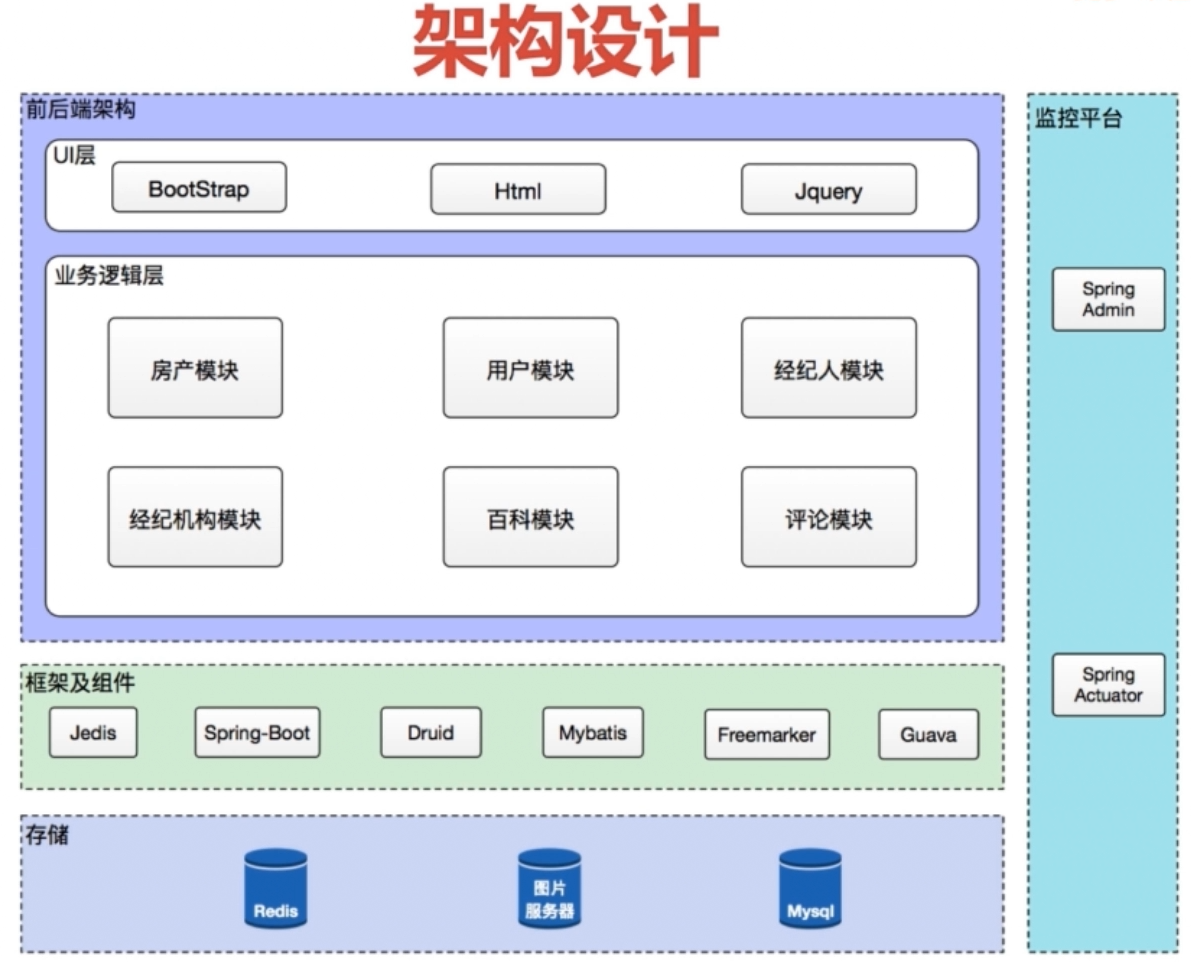 架构设计
前后端架构
UI层
BootStrap
Html
Jquery
业务逻辑层
房产模块
用户模块
经纪人模块
经纪机构模块
百科模块
评论模块
框架及组件
Jedis
Spring-Boot
Druid
Mybatis
Freemarker
Guava
存储
Redis
图片
服务器
Mysql
监控平台
Spring
Admin
Spring
Actuator